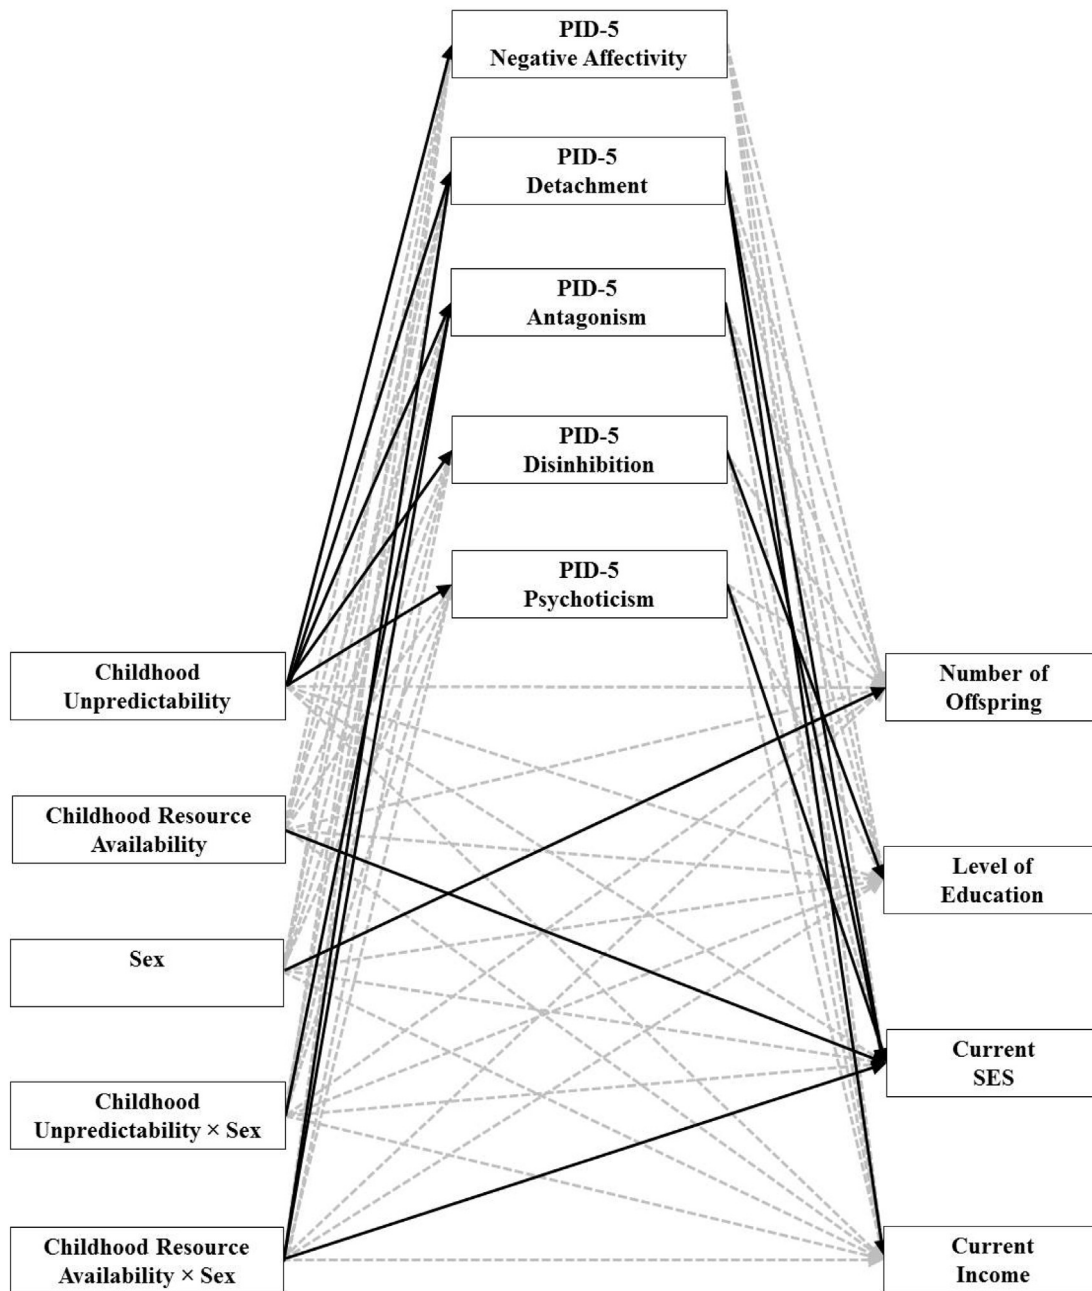 PID-5
Negative Affectivity
PID-5
Detachment
PID-5
Antagonism
PID-5
Disinhibition
PID-5
Psychoticism
Childhood
Unpredictability
Childhood Resource
Availability
Sex
Childhood
Unpredictability × Sex
Childhood Resource
Availability × Sex
Number of
Offspring
Level of
Education
Current
SES
Current
Income